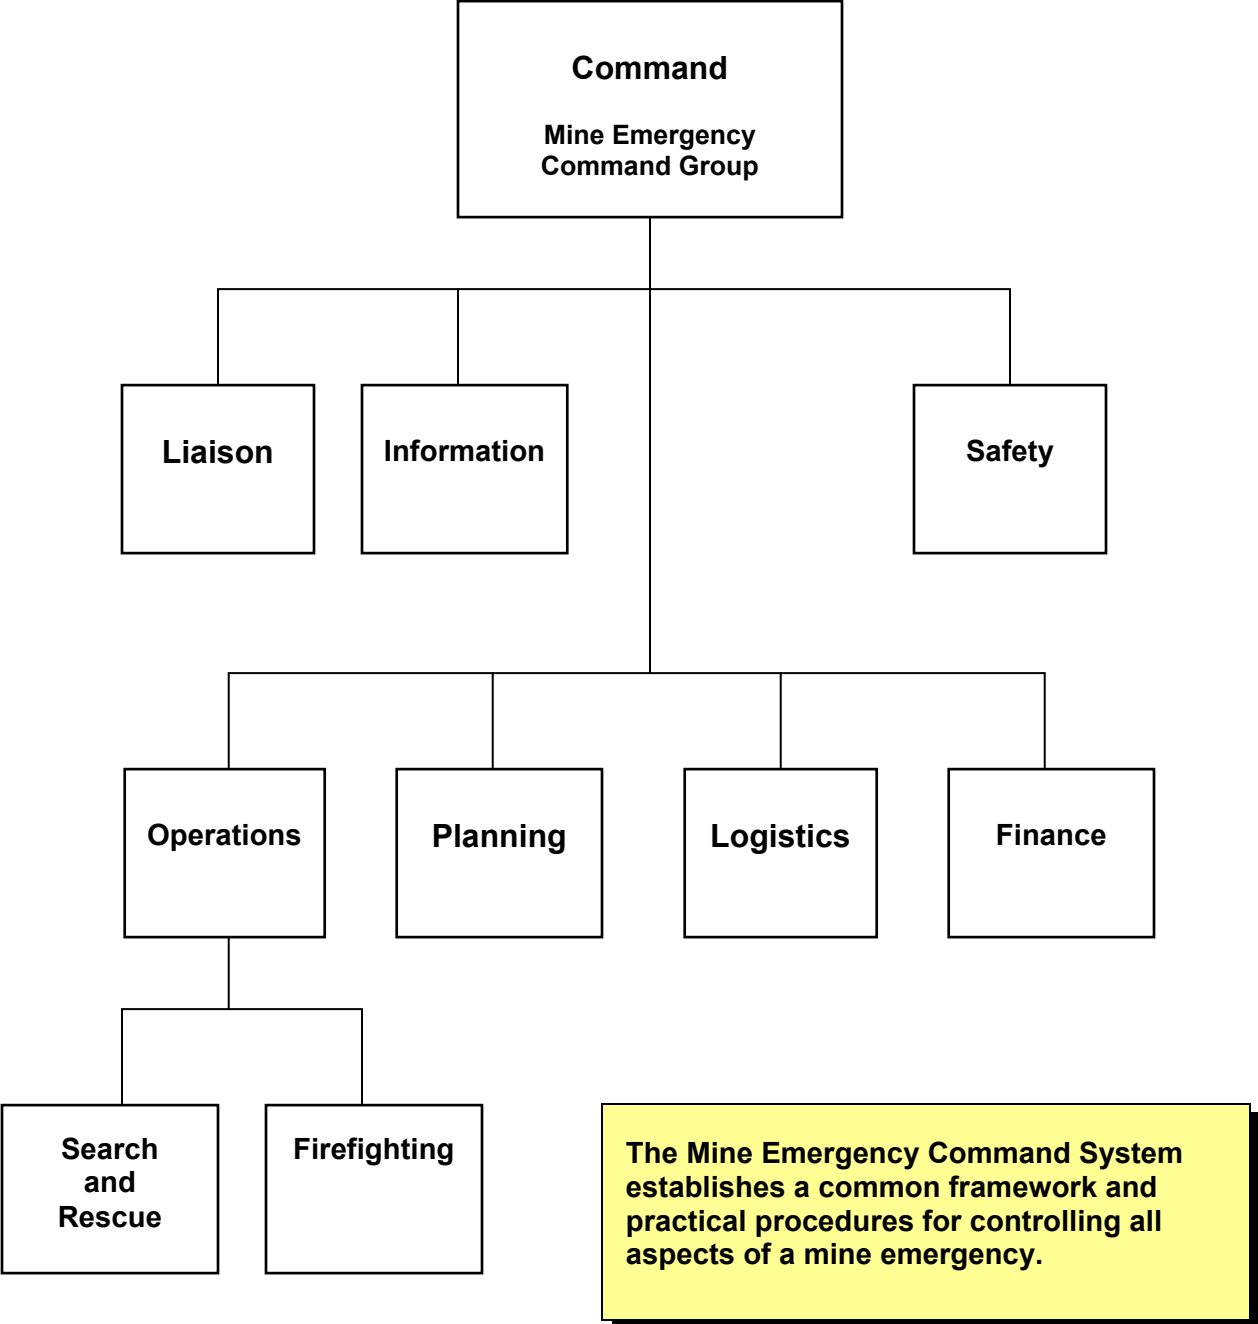 Command
Mine Emergency
Command Group
Liaison
Information
Safety
Operations
Planning
Logistics
Finance
Search
and
Rescue
Firefighting
The Mine Emergency Command System
establishes a common framework and
practical procedures for controlling all
aspects of a mine emergency.